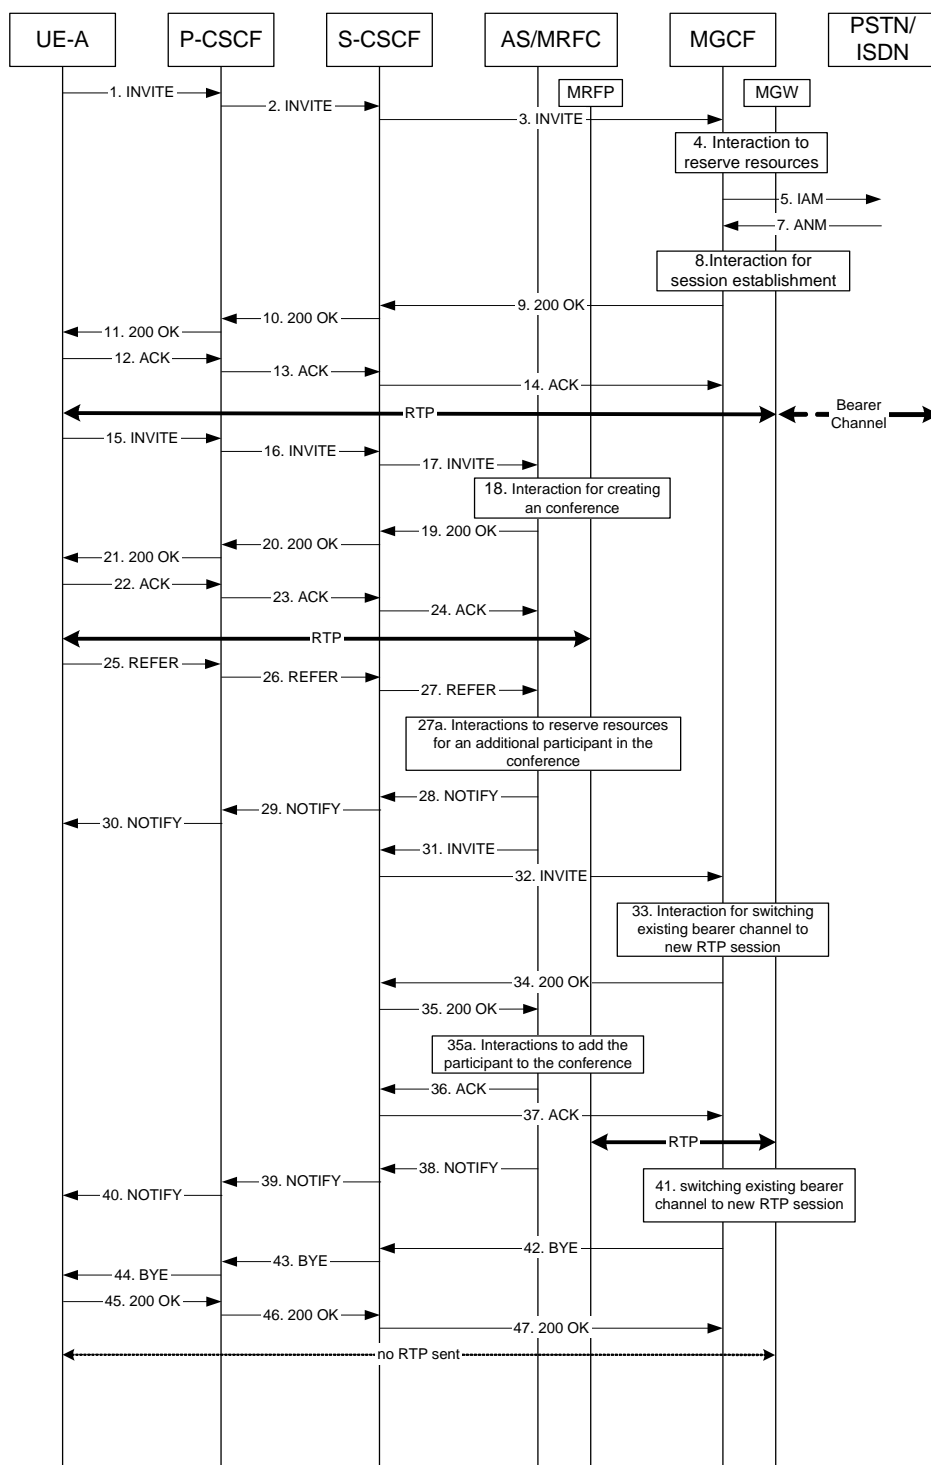 UE-A
P-CSCF
S-CSCF
AS/MRFC
MGCF
PSTN/
ISDN
MRFP
MGW
1. INVITE
2. INVITE
3. INVITE
4. Interaction to
reserve resources
5. IAM
7. ANM
8.Interaction for
session establishment
9. 200 OK
10. 200 OK
11. 200 OK
12. ACK
13. ACK
14. ACK
RTP
Bearer
Channel
15. INVITE
16. INVITE
17. INVITE
18. Interaction for creating
an conference
19. 200 OK
20. 200 OK
21. 200 OK
22. ACK
23. ACK
24. ACK
RTP
25. REFER
26. REFER
27. REFER
27a. Interactions to reserve resources
for an additional participant in the
conference
28. NOTIFY
29. NOTIFY
30. NOTIFY
31. INVITE
32. INVITE
33. Interaction for switching
existing bearer channel to
new RTP session
34. 200 OK
35. 200 OK
35a. Interactions to add the
participant to the conference
36. ACK
37. ACK
RTP
38. NOTIFY
39. NOTIFY
40. NOTIFY
41. switching existing bearer
channel to new RTP session
42. BYE
43. BYE
44. BYE
45. 200 OK
46. 200 OK
47. 200 OK
no RTP sent